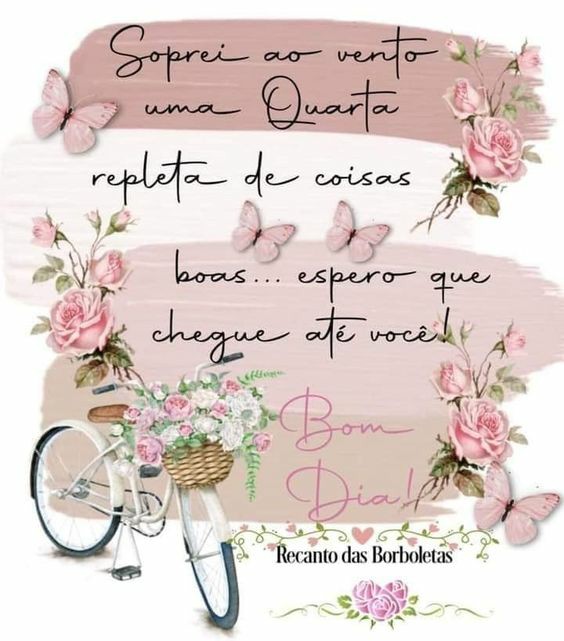 Soprei ao vento
uma Quarta
repleta de coisas
boas... espero que
chegue até você!
Bom
Dia!
Recanto das Borboletas